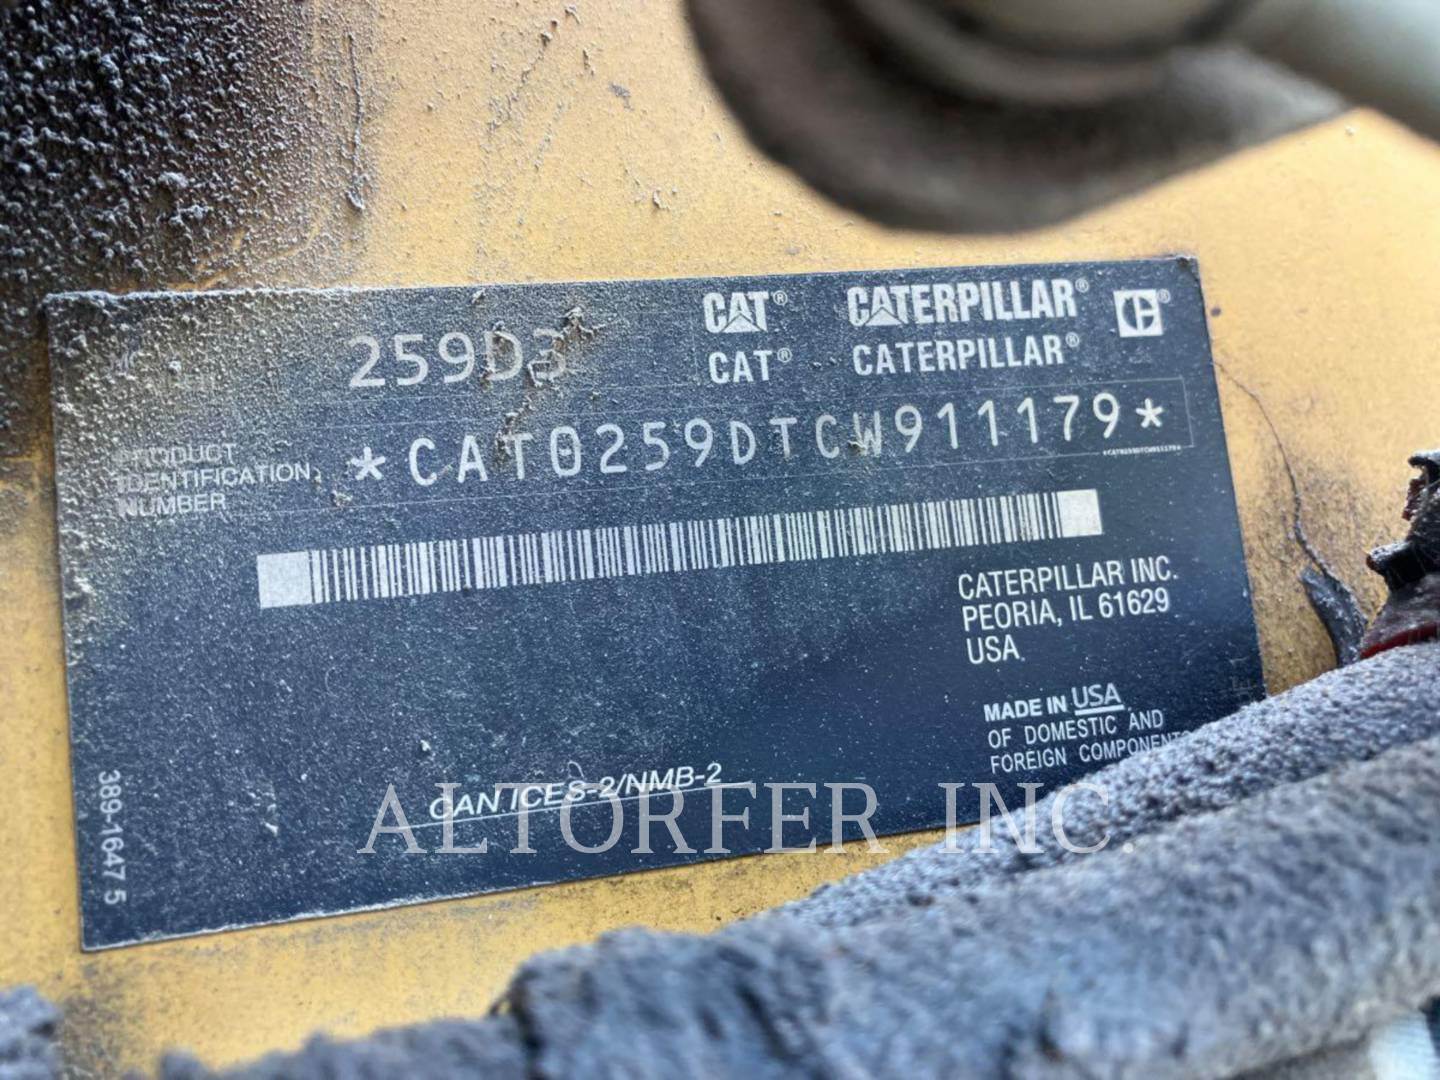 259D3
CAT® CATERPILLAR®
CAT® CATERPILLAR®
PRODUCT
IDENTIFICATION
NUMBER
*CAT0259DTCW911179*
CATERPILLAR INC.
PEORIA, IL 61629
USA
MADE IN USA
OF DOMESTIC AND
FOREIGN COMPONENTS
CAN ICES-2/NMB-2
389-1647 5
ALTORFER INC.